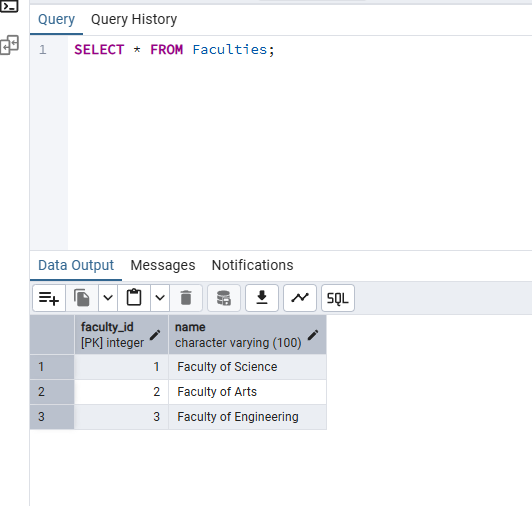 Query Query History
1 SELECT * FROM Faculties;
Data Output Messages Notifications
SQL
faculty_id name
[PK] integer character varying (100)
1 1 Faculty of Science
2 2 Faculty of Arts
3 3 Faculty of Engineering